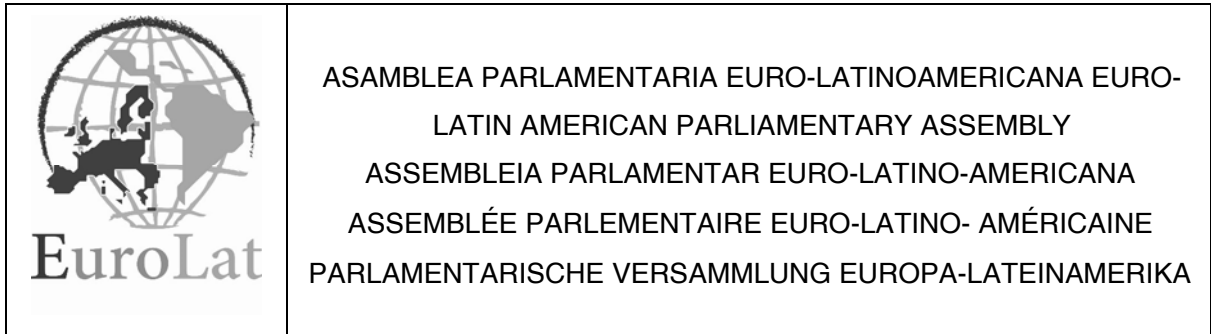 EuroLat
ASAMBLEA PARLAMENTARIA EURO-LATINOAMERICANA EURO-
LATIN AMERICAN PARLIAMENTARY ASSEMBLY
ASSEMBLEIA PARLAMENTAR EURO-LATINO-AMERICANA
ASSEMBLÉE PARLEMENTAIRE EURO-LATINO- AMÉRICAINE
PARLAMENTARISCHE VERSAMMLUNG EUROPA-LATEINAMERIKA